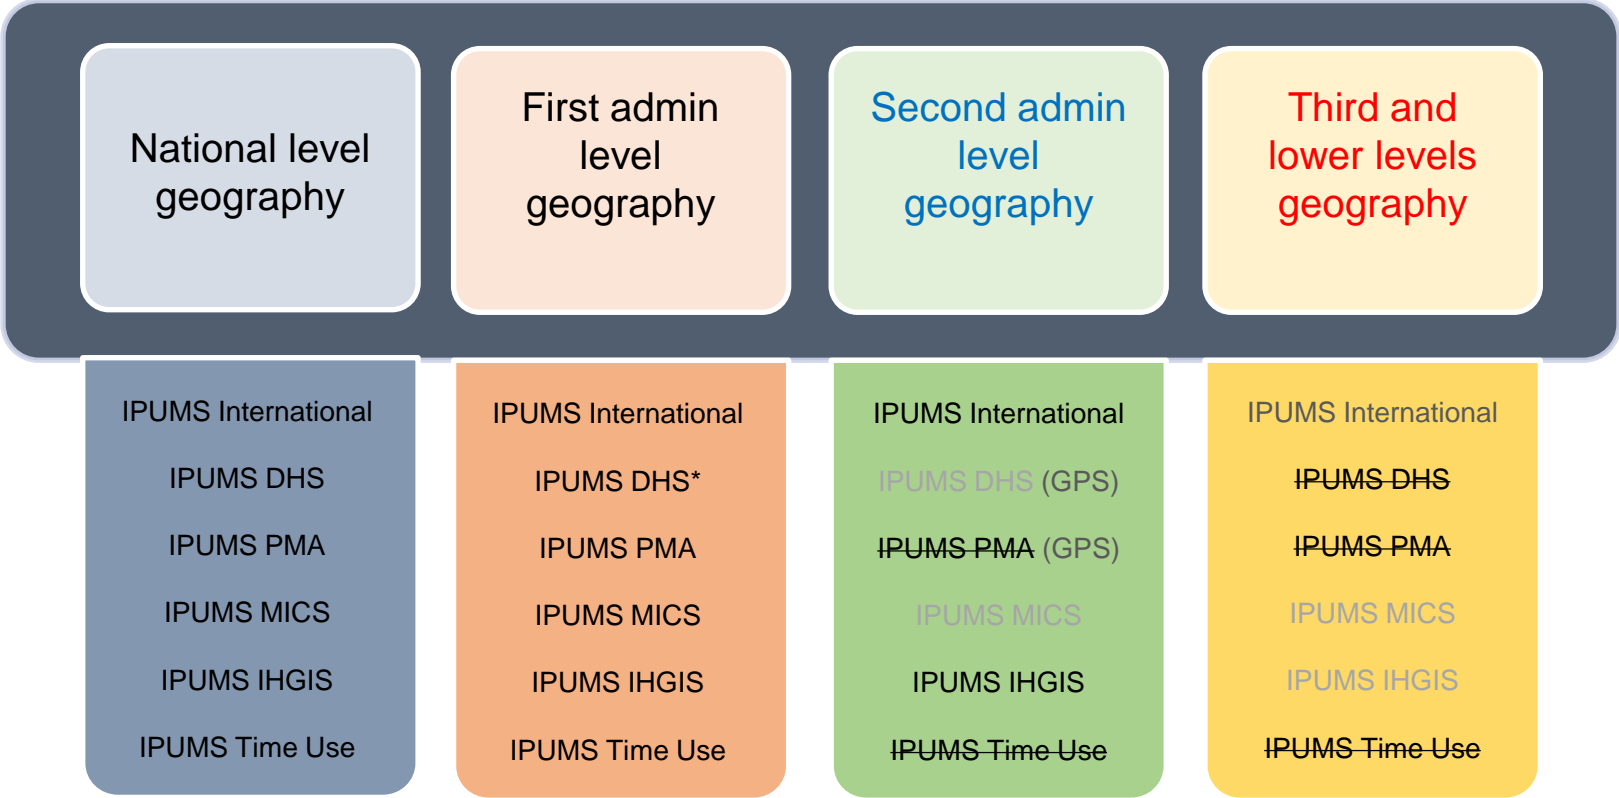 National level
geography
First admin
level
geography
Second admin
level
geography
Third and
lower levels
geography
IPUMS International
IPUMS DHS
IPUMS PMA
IPUMS MICS
IPUMS IHGIS
IPUMS Time Use
IPUMS International
IPUMS DHS*
IPUMS PMA
IPUMS MICS
IPUMS IHGIS
IPUMS Time Use
IPUMS International
IPUMS DHS (GPS)
IPUMS PMA (GPS)
IPUMS MICS
IPUMS IHGIS
IPUMS Time Use
IPUMS International
IPUMS DHS
IPUMS PMA
IPUMS MICS
IPUMS IHGIS
IPUMS Time Use